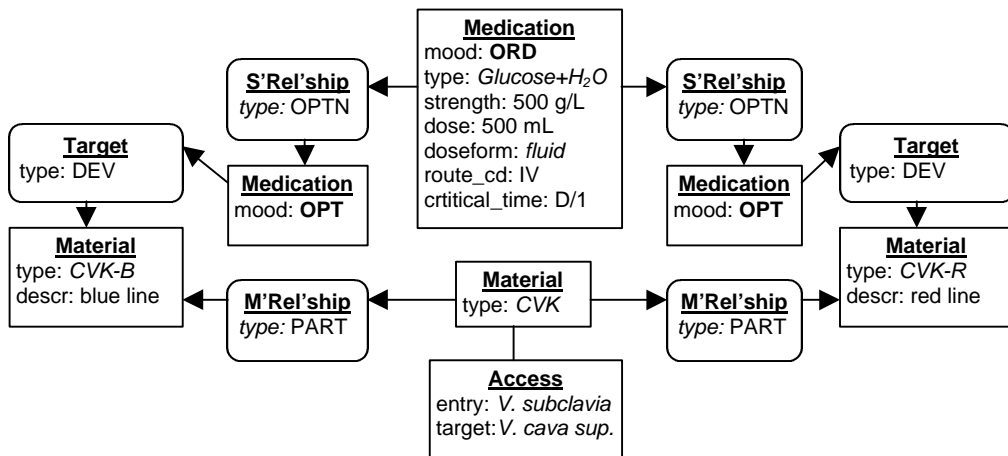 Medication
mood: ORD
type: Glucose+H₂O
strength: 500 g/L
dose: 500 mL
doseform: fluid
route_cd: IV
crtitical_time: D/1
S'Rel'ship
type: OPTN
S'Rel'ship
type: OPTN
Target
type: DEV
Medication
mood: OPT
Medication
mood: OPT
Target
type: DEV
Material
type: CVK-B
descr: blue line
M'Rel'ship
type: PART
Material
type: CVK
M'Rel'ship
type: PART
Material
type: CVK-R
descr: red line
Access
entry: V. subclavia
target:V. cava sup.